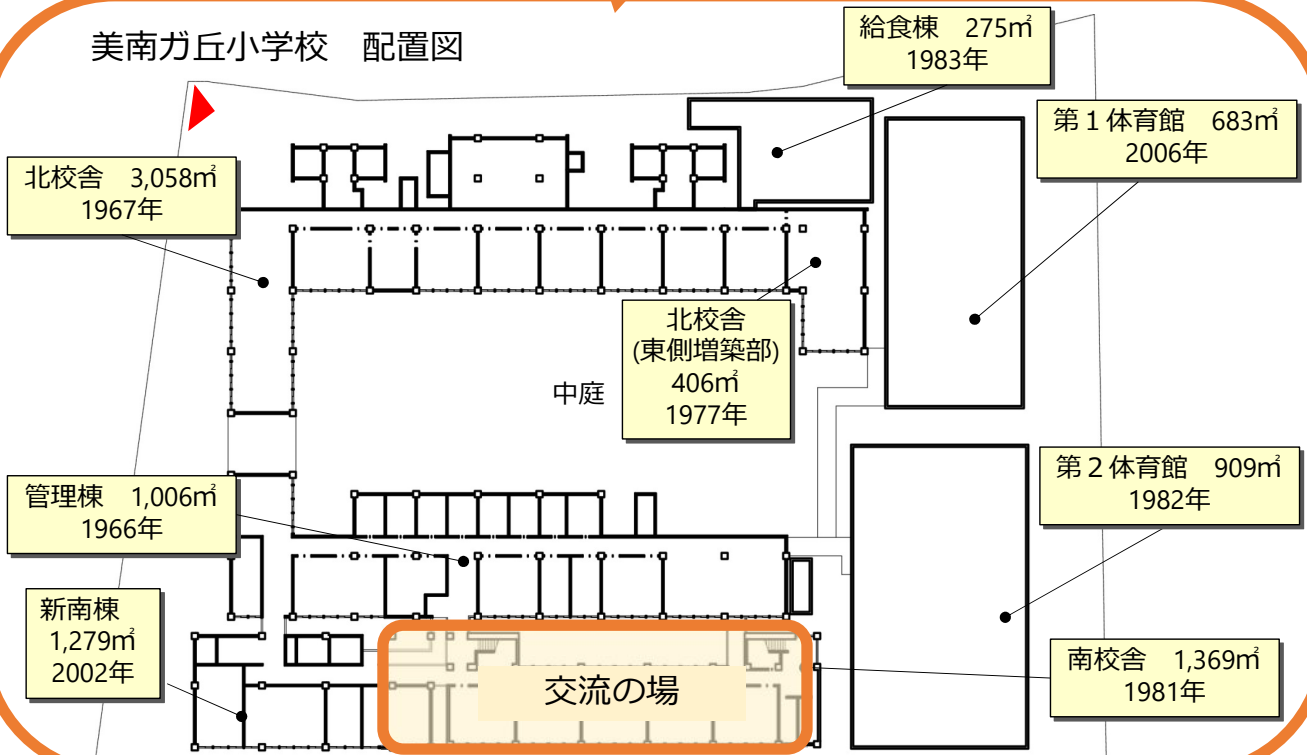 美南ガ丘小学校　配置図
給食棟　275㎡
1983年
第１体育館　683㎡
2006年
北校舎　3,058㎡
1967年
北校舎
(東側増築部)
406㎡
1977年
中庭
第２体育館　909㎡
1982年
管理棟　1,006㎡
1966年
新南棟
1,279㎡
2002年
南校舎　1,369㎡
1981年
交流の場